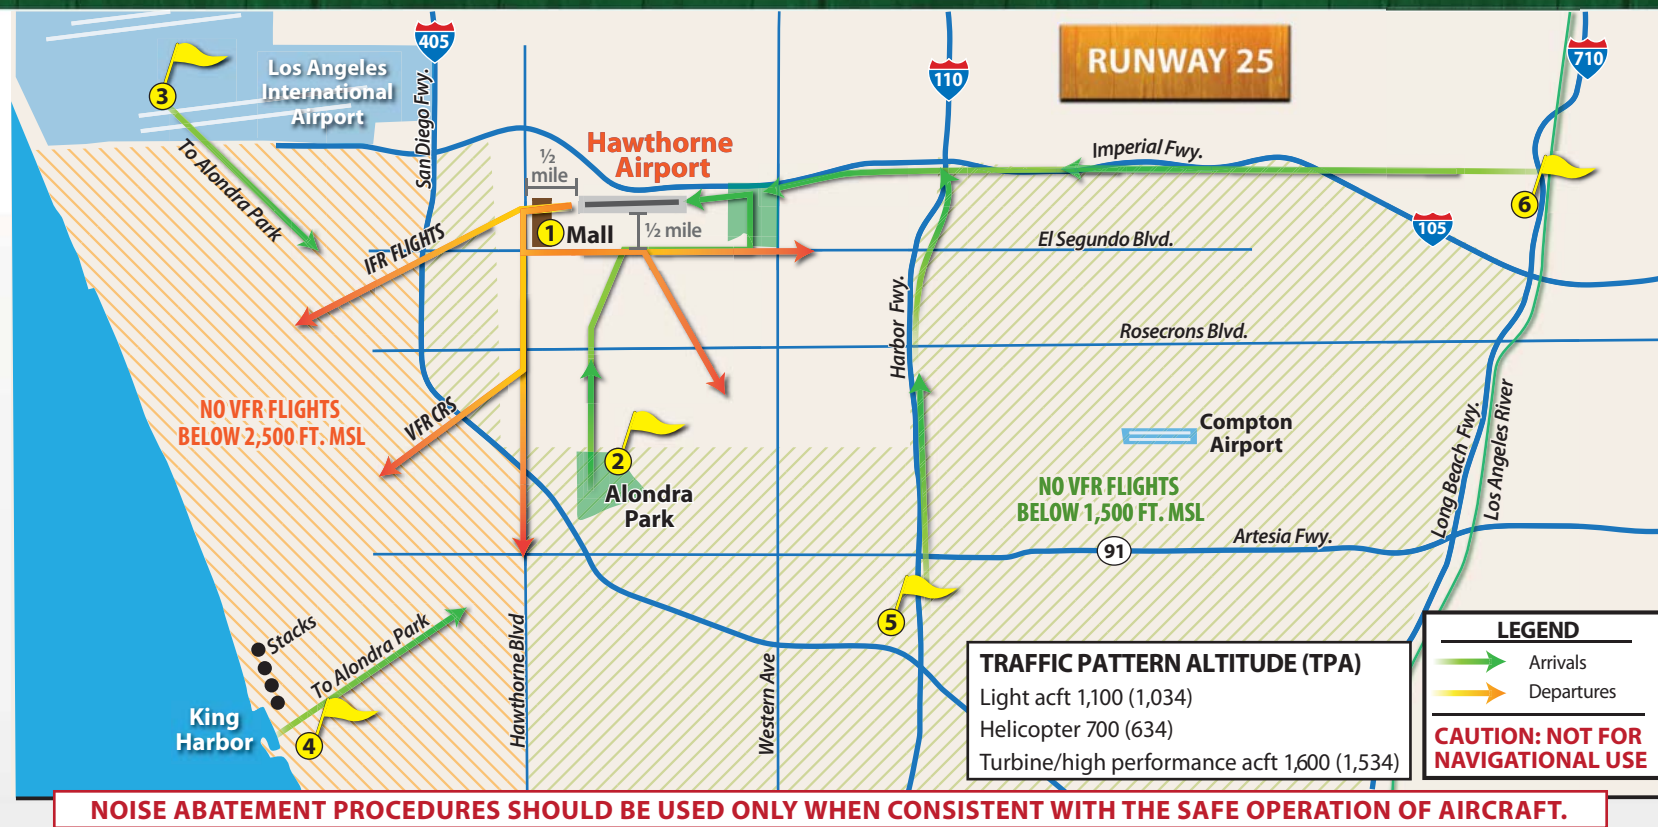 405
110
RUNWAY 25
710
3
Los Angeles
International
Airport
San Diego Fwy.
To Alondra Park
½
mile
Hawthorne
Airport
Imperial Fwy.
6
105
1
Mall
½ mile
El Segundo Blvd.
IFR FLIGHTS
Harbor Fwy.
Rosecrons Blvd.
NO VFR FLIGHTS
BELOW 2,500 FT. MSL
VFR CRS
2
Alondra
Park
Compton
Airport
NO VFR FLIGHTS
BELOW 1,500 FT. MSL
Long Beach Fwy.
Los Angeles River
91
Artesia Fwy.
5
Stacks
To Alondra Park
King
Harbor
4
Hawthorne Blvd
Western Ave
TRAFFIC PATTERN ALTITUDE (TPA)
Light acft 1,100 (1,034)
Helicopter 700 (634)
Turbine/high performance acft 1,600 (1,534)
LEGEND
Arrivals
Departures
CAUTION: NOT FOR
NAVIGATIONAL USE
NOISE ABATEMENT PROCEDURES SHOULD BE USED ONLY WHEN CONSISTENT WITH THE SAFE OPERATION OF AIRCRAFT.